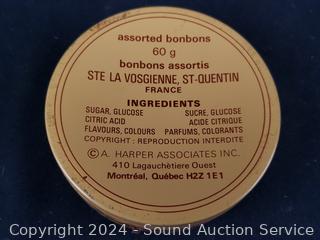 assorted bonbons
60 g
bonbons assortis
STE LA VOSGIENNE, ST-QUENTIN
FRANCE
INGREDIENTS
SUGAR, GLUCOSE SUCRE, GLUCOSE
CITRIC ACID ACIDE CITRIQUE
FLAVOURS, COLOURS PARFUMS, COLORANTS
COPYRIGHT : REPRODUCTION INTERDITE
© A. HARPER ASSOCIATES INC.
410 Lagauchètiere Ouest
Montréal, Québec H2Z 1E1
Copyright 2024 - Sound Auction Service